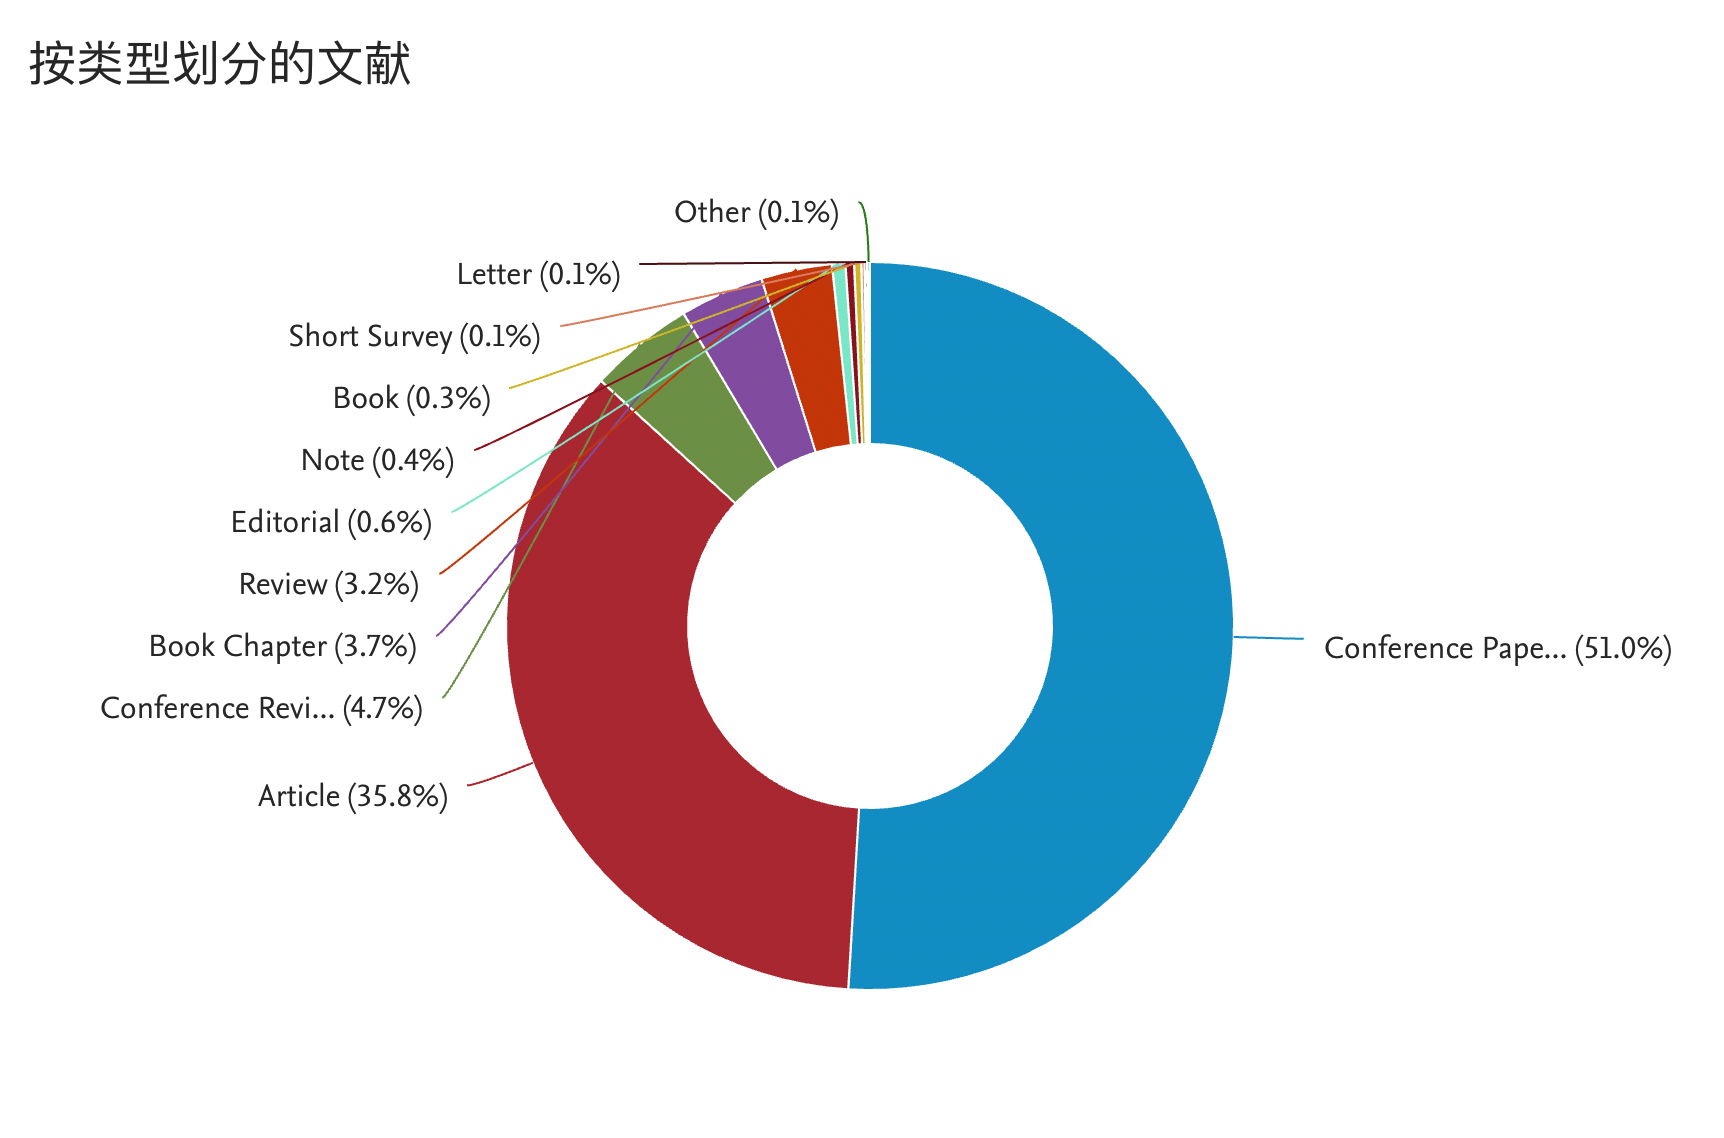 按类型划分的文献
Other (0.1%)
Letter (0.1%)
Short Survey (0.1%)
Book (0.3%)
Note (0.4%)
Editorial (0.6%)
Review (3.2%)
Book Chapter (3.7%)
Conference Revi... (4.7%)
Article (35.8%)
Conference Pape... (51.0%)